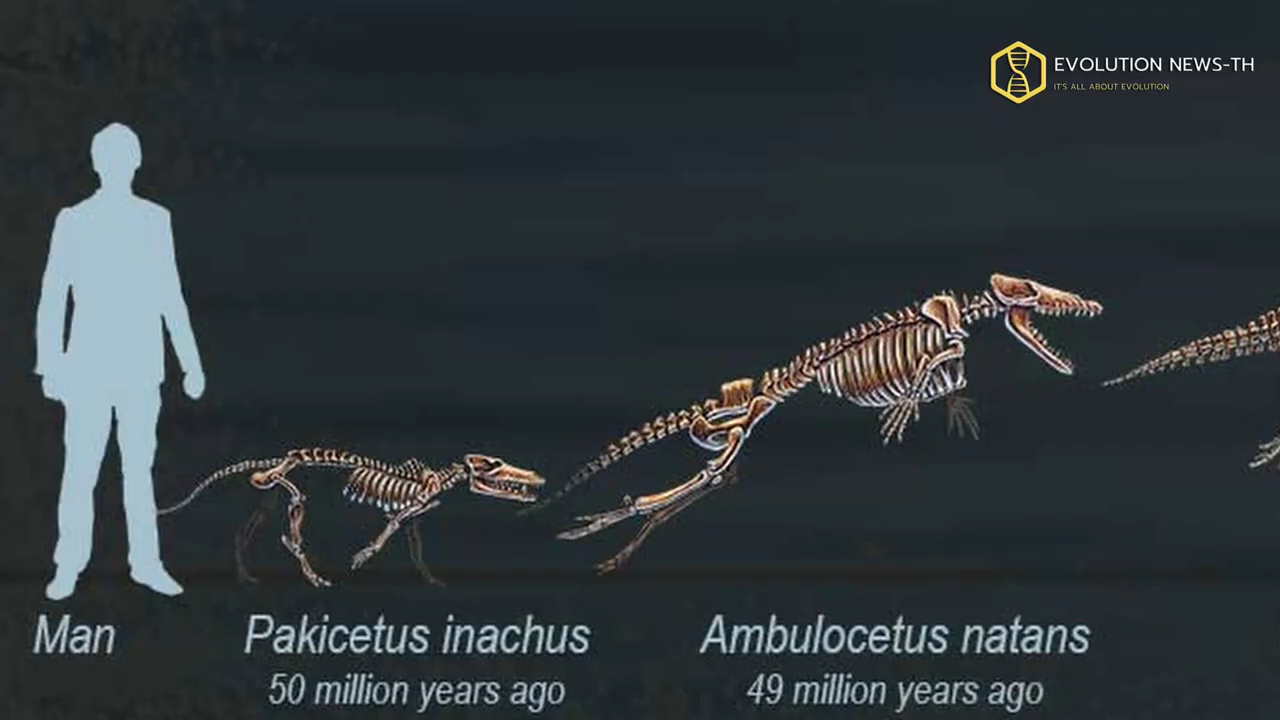 EVOLUTION NEWS-TH
IT'S ALL ABOUT EVOLUTION
Man
Pakicetus inachus
50 million years ago
Ambulocetus natans
49 million years ago